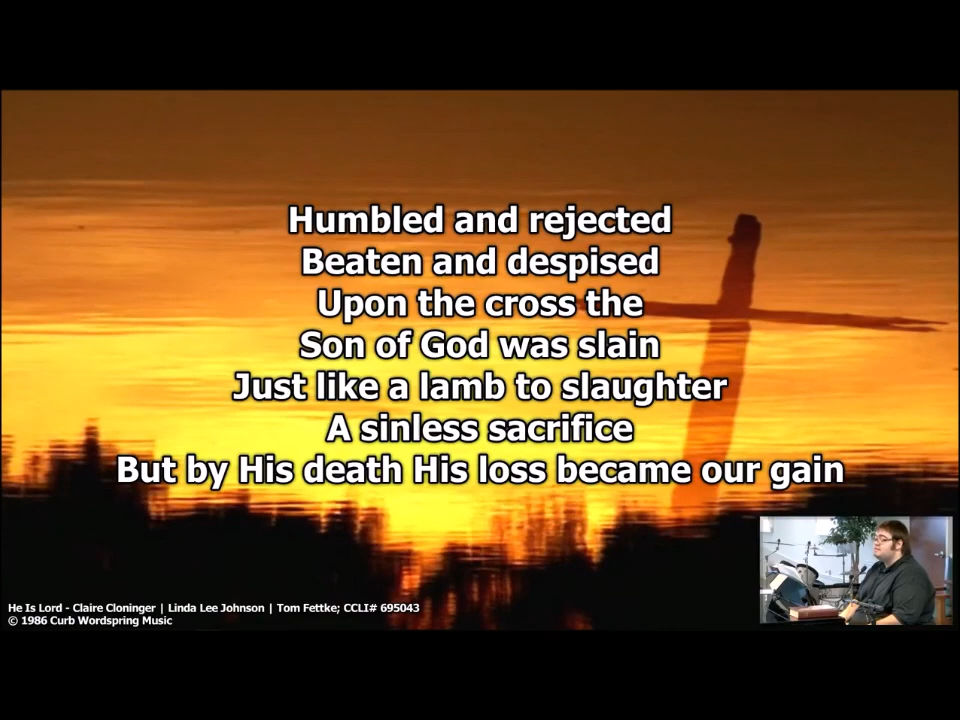 Humbled and rejected
Beaten and despised
Upon the cross the
Son of God was slain
Just like a lamb to slaughter
A sinless sacrifice
But by His death His loss became our gain
He Is Lord - Claire Cloninger | Linda Lee Johnson | Tom Fettke; CCLI# 695043
© 1986 Curb Wordspring Music